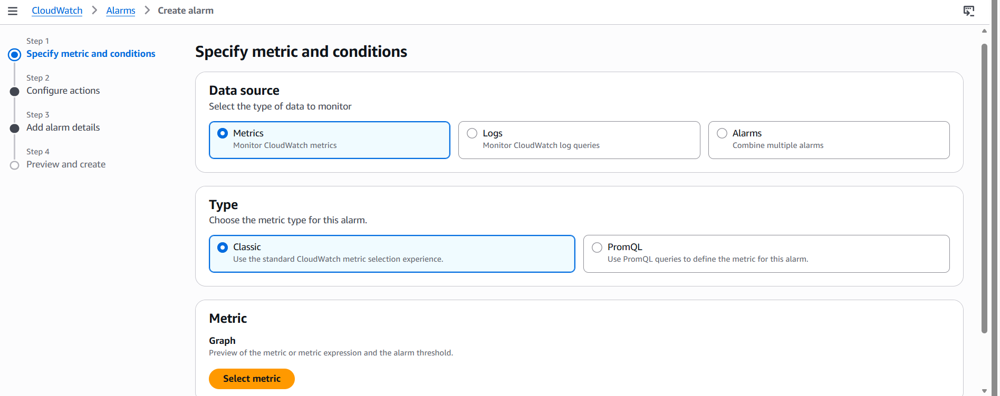 CloudWatch > Alarms > Create alarm
Step 1
Specify metric and conditions
Step 2
Configure actions
Step 3
Add alarm details
Step 4
Preview and create
Specify metric and conditions
Data source
Select the type of data to monitor
Metrics
Monitor CloudWatch metrics
Logs
Monitor CloudWatch log queries
Alarms
Combine multiple alarms
Type
Choose the metric type for this alarm.
Classic
Use the standard CloudWatch metric selection experience.
PromQL
Use PromQL queries to define the metric for this alarm.
Metric
Graph
Preview of the metric or metric expression and the alarm threshold.
Select metric